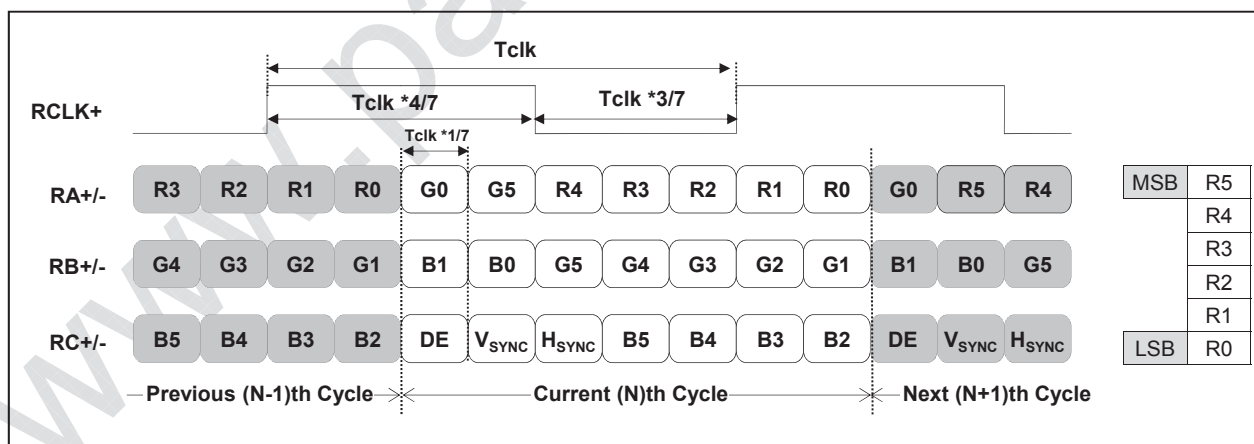 Tclk
RCLK+
Tclk *4/7
Tclk *3/7
Tclk *1/7
RA+/- R3 R2 R1 R0 G0 G5 R4 R3 R2 R1 R0 G0 R5 R4
MSB R5
R4
RB+/- G4 G3 G2 G1 B1 B0 G5 G4 G3 G2 G1 B1 B0 G5
R3
R2
R1
RC+/- B5 B4 B3 B2 DE VSYNC HSYNC B5 B4 B3 B2 DE VSYNC HSYNC
LSB R0
Previous (N-1)th Cycle Current (N)th Cycle Next (N+1)th Cycle
www.pa